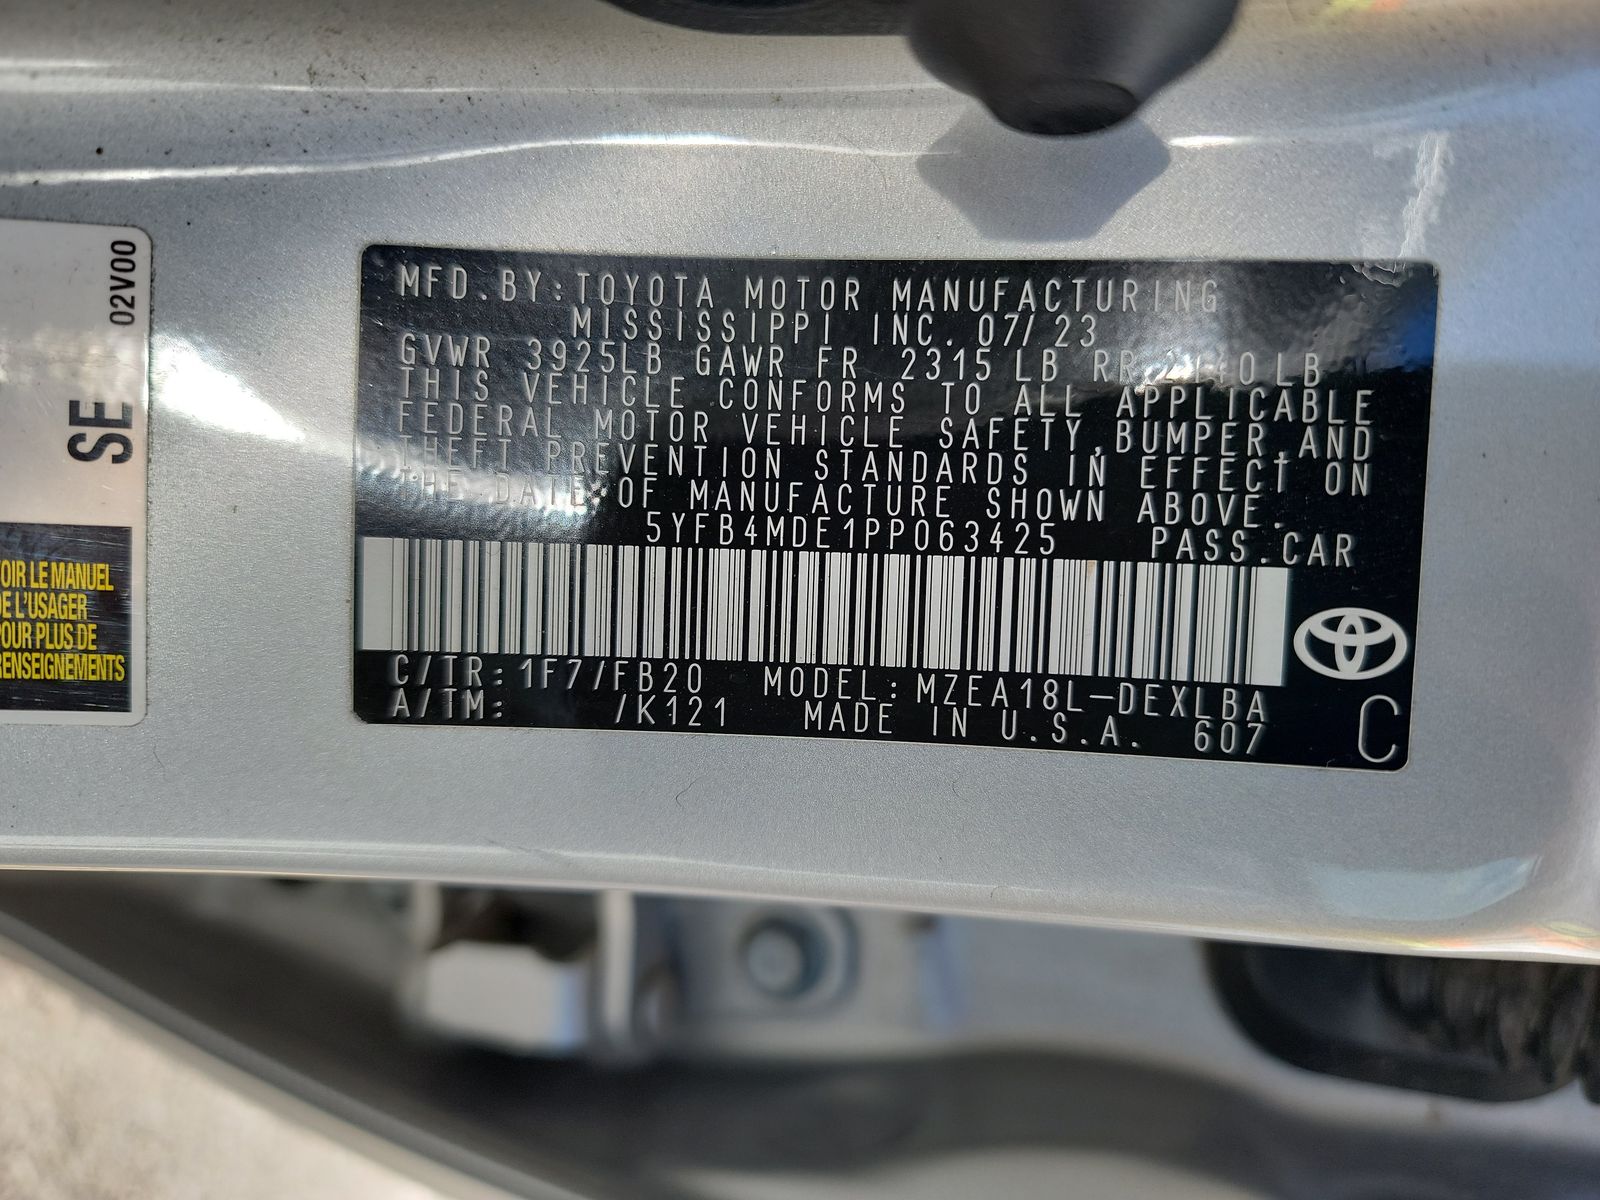 02V00
SE
OIR LE MANUEL
DE L'USAGER
POUR PLUS DE
RENSEIGNEMENTS
MFD.BY:TOYOTA MOTOR MANUFACTURING
MISSISSIPPI INC. 07/23
GVWR 3925LB GAWR FR 2315LB RR LB
THIS VEHICLE CONFORMS TO ALL APPLICABLE
FEDERAL MOTOR VEHICLE SAFETY,BUMPER,AND
THEFT PREVENTION STANDARDS IN EFFECT ON
THE DATE OF MANUFACTURE SHOWN ABOVE.
5YFB4MDE1PP063425 PASS.CAR
C/TR:1F7/FB20 MODEL:MZEA18L-DEXLBA
A/TM: /K121 MADE IN U.S.A. 607
C